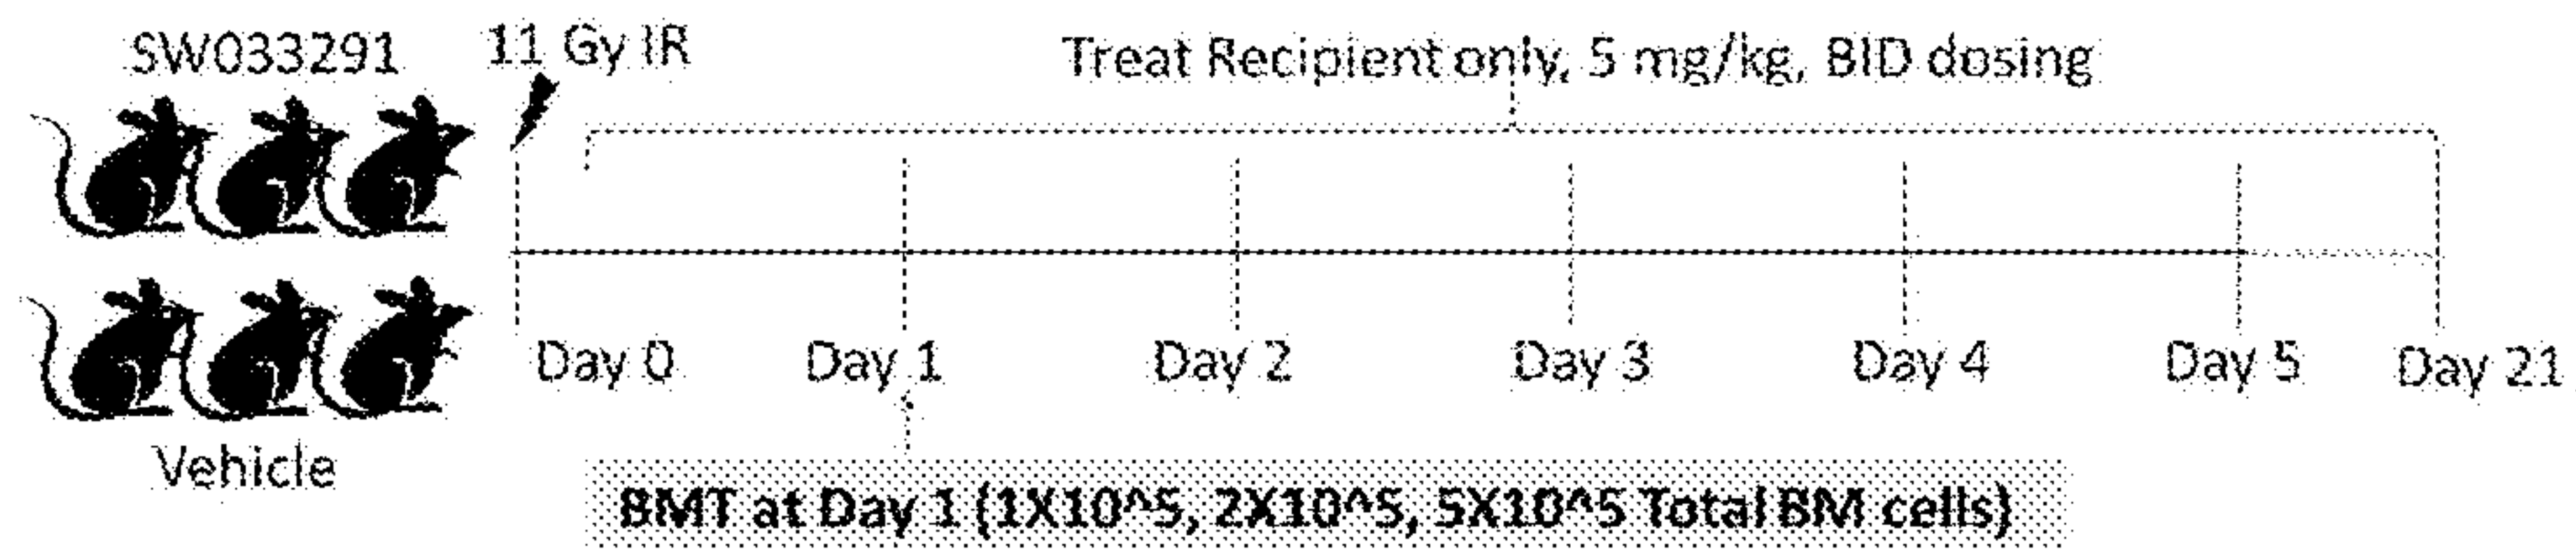 SW033291
11 Gy IR
Treat Recipient only, 5 mg/kg, BID dosing
Day 0
Day 1
Day 2
Day 3
Day 4
Day 5
Day 21
Vehicle
BMT at Day 1 (1X10^5, 2X10^5, 5X10^5 Total BM cells)